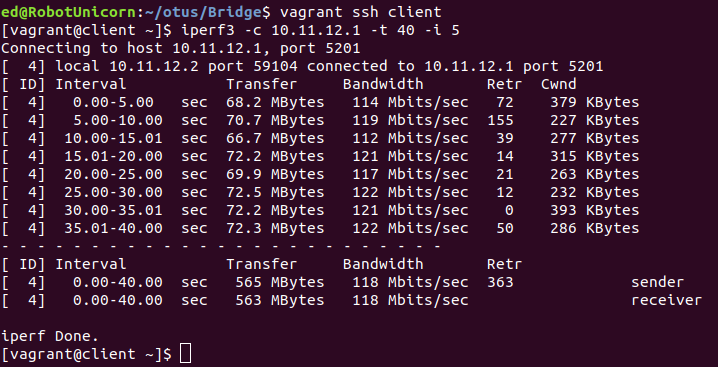 ed@RobotUnicorn:~/otus/Bridge$ vagrant ssh client
[vagrant@client ~]$ iperf3 -c 10.11.12.1 -t 40 -i 5
Connecting to host 10.11.12.1, port 5201
[  4] local 10.11.12.2 port 59104 connected to 10.11.12.1 port 5201
[ ID] Interval           Transfer     Bandwidth       Retr  Cwnd
[  4]   0.00-5.00   sec  68.2 MBytes   114 Mbits/sec   72    379 KBytes
[  4]   5.00-10.00  sec  70.7 MBytes   119 Mbits/sec  155    227 KBytes
[  4]  10.00-15.01  sec  66.7 MBytes   112 Mbits/sec   39    277 KBytes
[  4]  15.01-20.00  sec  72.2 MBytes   121 Mbits/sec   14    315 KBytes
[  4]  20.00-25.00  sec  69.9 MBytes   117 Mbits/sec   21    263 KBytes
[  4]  25.00-30.00  sec  72.5 MBytes   122 Mbits/sec   12    232 KBytes
[  4]  30.00-35.01  sec  72.2 MBytes   121 Mbits/sec    0    393 KBytes
[  4]  35.01-40.00  sec  72.3 MBytes   122 Mbits/sec   50    286 KBytes
- - - - - - - - - - - - - - - - - - - - - - - - -
[ ID] Interval           Transfer     Bandwidth       Retr
[  4]   0.00-40.00  sec   565 MBytes   118 Mbits/sec  363             sender
[  4]   0.00-40.00  sec   563 MBytes   118 Mbits/sec                  receiver

iperf Done.
[vagrant@client ~]$